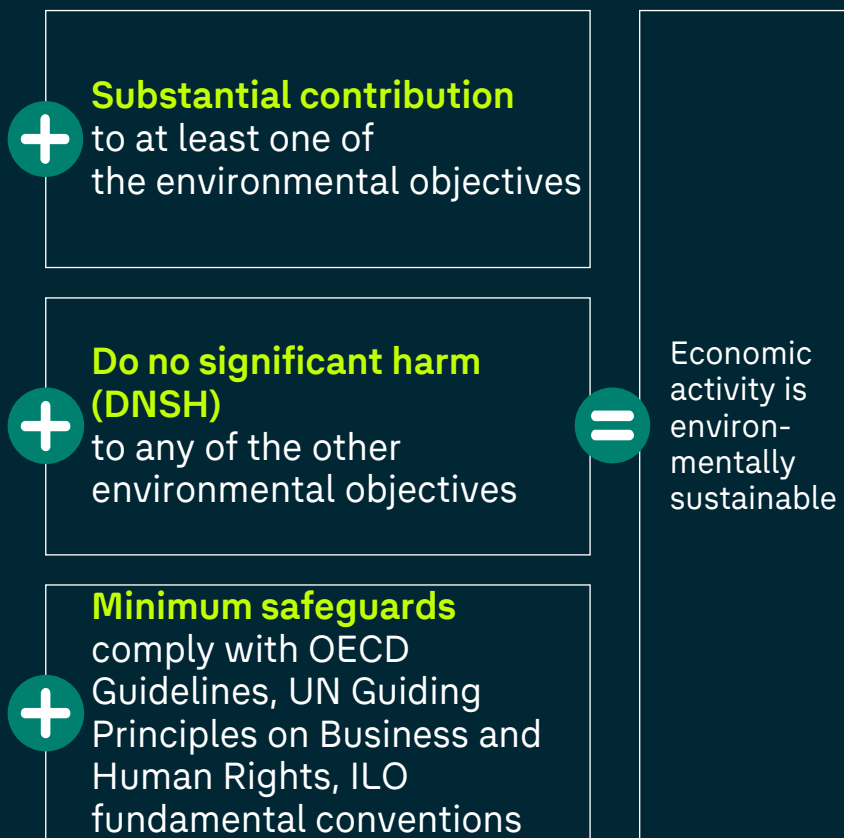 Substantial contribution
to at least one of
the environmental objectives
Do no significant harm
(DNSH)
to any of the other
environmental objectives
Minimum safeguards
comply with OECD
Guidelines, UN Guiding
Principles on Business and
Human Rights, ILO
fundamental conventions
Economic
activity is
environ-
mentally
sustainable